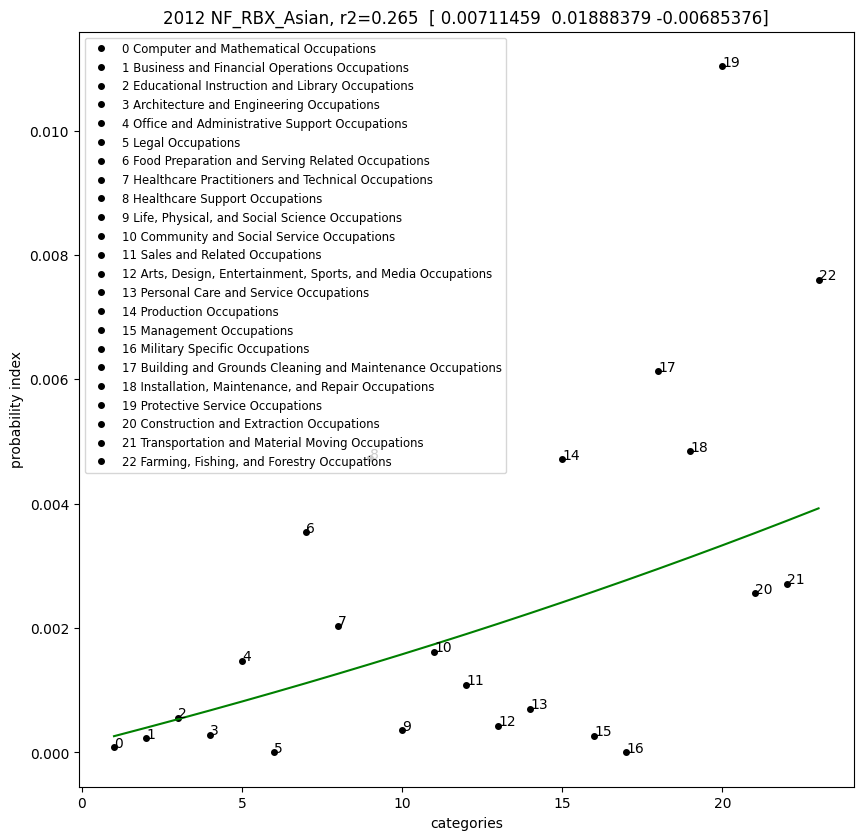 2012 NF_RBX_Asian, r2=0.265 [ 0.00711459 0.01888379 -0.00685376]
0 Computer and Mathematical Occupations
1 Business and Financial Operations Occupations
2 Educational Instruction and Library Occupations
3 Architecture and Engineering Occupations
4 Office and Administrative Support Occupations
5 Legal Occupations
6 Food Preparation and Serving Related Occupations
7 Healthcare Practitioners and Technical Occupations
8 Healthcare Support Occupations
9 Life, Physical, and Social Science Occupations
10 Community and Social Service Occupations
11 Sales and Related Occupations
12 Arts, Design, Entertainment, Sports, and Media Occupations
13 Personal Care and Service Occupations
14 Production Occupations
15 Management Occupations
16 Military Specific Occupations
17 Building and Grounds Cleaning and Maintenance Occupations
18 Installation, Maintenance, and Repair Occupations
19 Protective Service Occupations
20 Construction and Extraction Occupations
21 Transportation and Material Moving Occupations
22 Farming, Fishing, and Forestry Occupations
19
22
17
8
14
18
6
21
20
7
10
4
11
13
2
12
9
3
15
1
0
5
16
0.010
0.008
0.006
0.004
0.002
0.000
probability index
0
5
10
15
20
categories